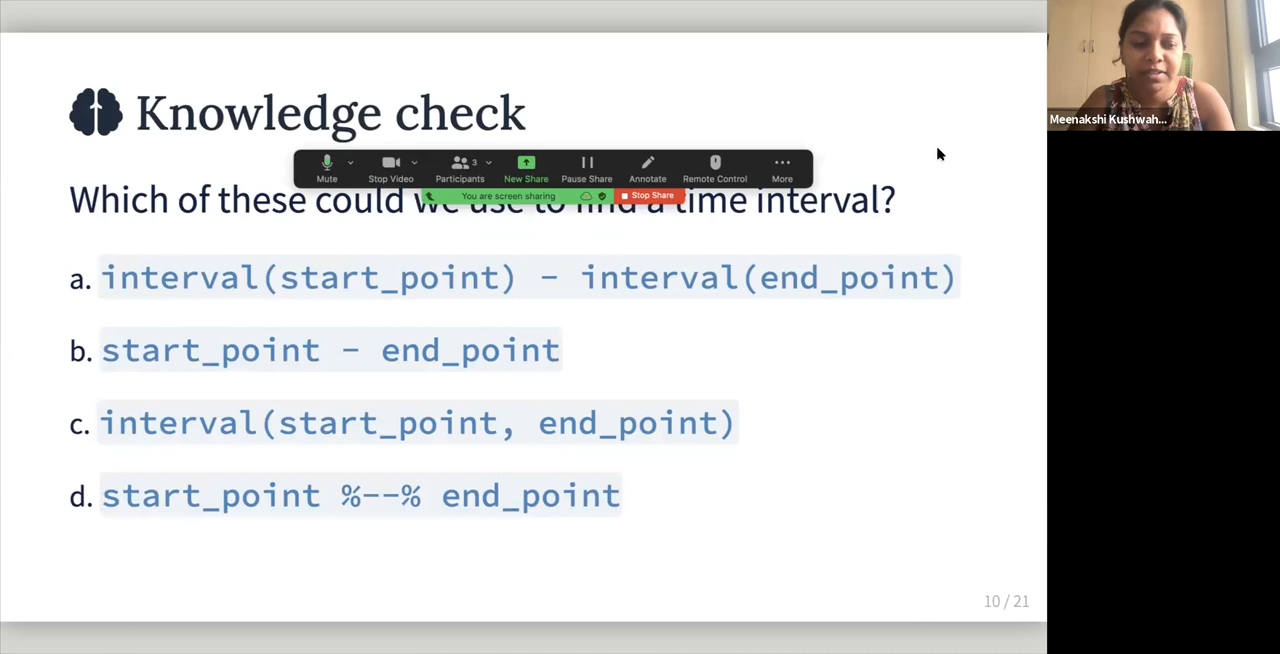 Knowledge check
Mute
Stop Video
Participants
3
New Share
Pause Share
Annotate
Remote Control
More
You are screen sharing
Stop Share
Which of these could we use to find a time interval?
a. interval(start_point) - interval(end_point)
b. start_point - end_point
c. interval(start_point, end_point)
d. start_point %--% end_point
10 / 21
Meenakshi Kushwah...